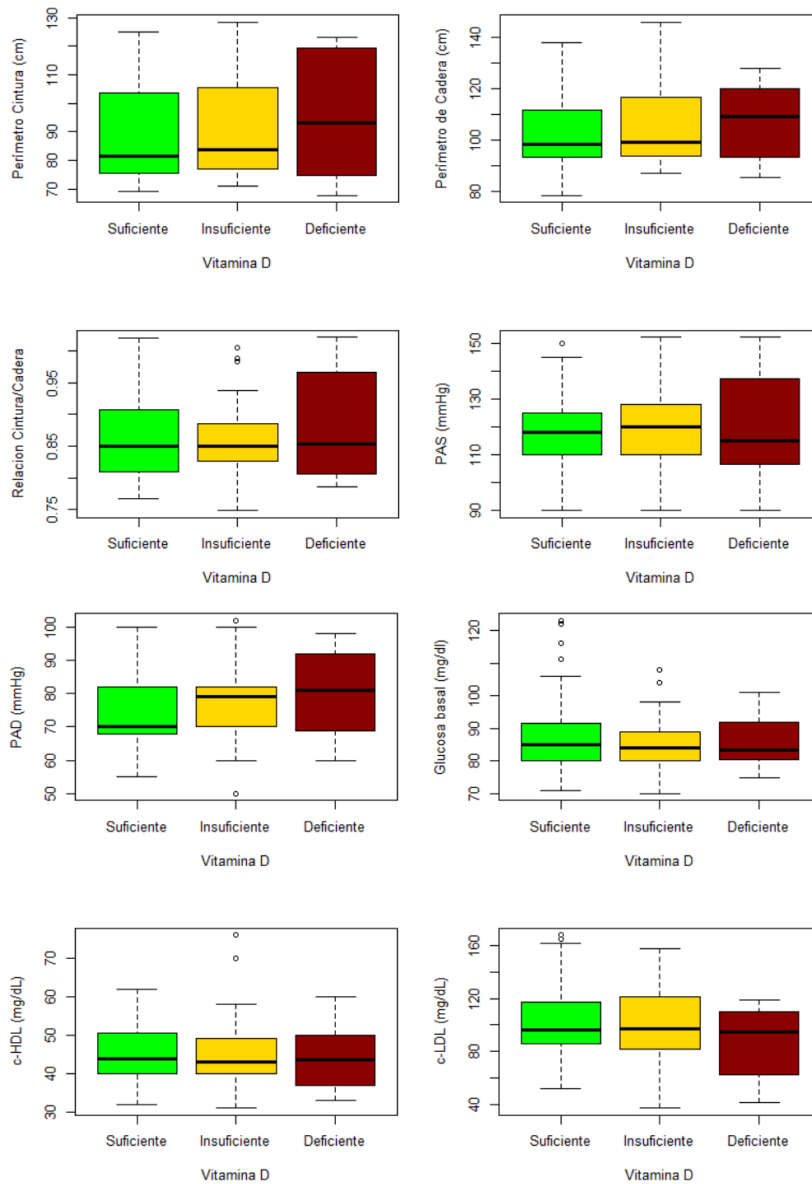 Perímetro Cintura (cm)
130
110
90
80
70
Suficiente Insuficiente Deficiente
Vitamina D
Perímetro de Cadera (cm)
140
120
100
80
Suficiente Insuficiente Deficiente
Vitamina D
Relacion Cintura/Cadera
0.95
0.85
0.75
Suficiente Insuficiente Deficiente
Vitamina D
PAS (mmHg)
150
130
110
90
Suficiente Insuficiente Deficiente
Vitamina D
PAD (mmHg)
100
90
80
70
60
50
Suficiente Insuficiente Deficiente
Vitamina D
Glucosa basal (mg/dl)
120
100
90
80
70
Suficiente Insuficiente Deficiente
Vitamina D
c-HDL (mg/dL)
70
60
50
40
30
Suficiente Insuficiente Deficiente
Vitamina D
c-LDL (mg/dL)
160
120
80
40
Suficiente Insuficiente Deficiente
Vitamina D